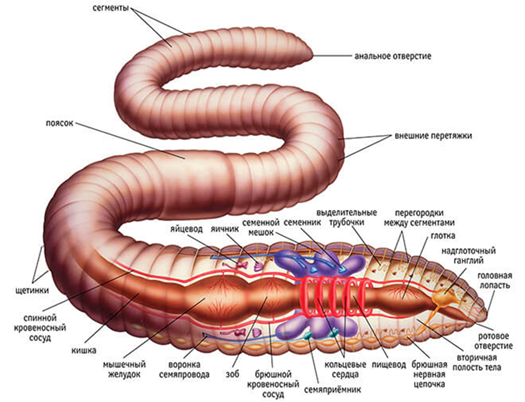 сегменты
анальное отверстие
поясок
внешние перетяжки
яйцевод
яичник
семенной
мешок
семенник
выделительные
трубочки
перегородки
между сегментами
глотка
надглоточный
ганглий
головная
лопасть
щетинки
спинной
кровеносный
сосуд
кишка
мышечный
желудок
воронка
семяпровода
зоб
брюшной
кровеносный
сосуд
семяприёмник
кольцевые
сердца
пищевод
брюшная
нервная
цепочка
вторичная
полость тела
ротовое
отверстие